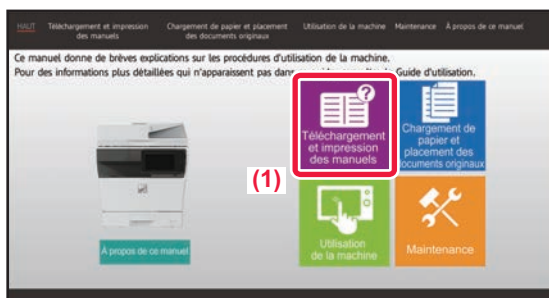 HAUT Téléchargement et impression des manuels Chargement de papier et placement des documents originaux Utilisation de la machine Maintenance À propos de ce manuel
Ce manuel donne de brèves explications sur les procédures d'utilisation de la machine.
Pour des informations plus détaillées qui n'apparaissent pas dans Guide d'utilisation.
Téléchargement
et impression
des manuels
Chargement de
papier et
placement des
documents originaux
(1)
À propos de ce manuel
Utilisation
de la machine
Maintenance